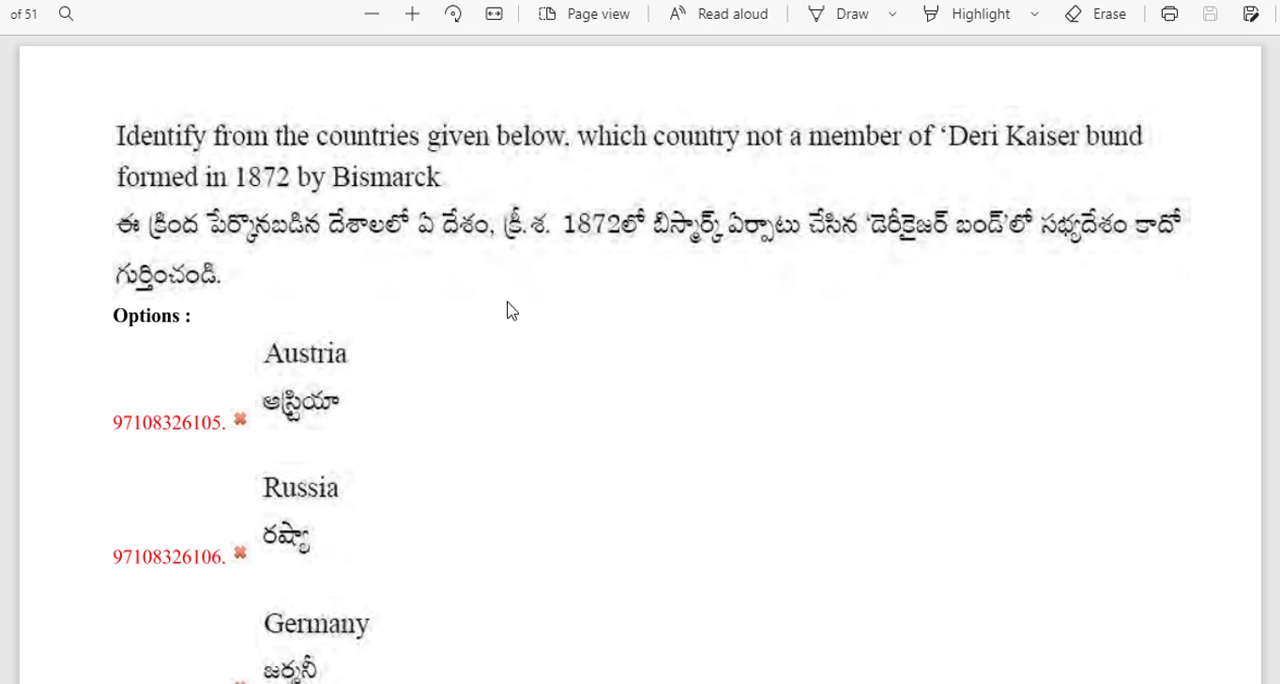 of 51 Page view Read aloud Draw Highlight Erase
Identify from the countries given below, which country not a member of ‘Deri Kaiser bund
formed in 1872 by Bismarck
ఈ క్రింద పేర్కొనబడిన దేశాలలో ఏ దేశం, క్రీ.శ. 1872లో బిస్మార్క్ ఏర్పాటు చేసిన ‘డెరీకైజర్ బండ్’లో సభ్యదేశం కాదో
గుర్తించండి.
Options :
Austria
ఆస్ట్రియా
97108326105.
Russia
రష్యా
97108326106.
Germany
జర్మనీ